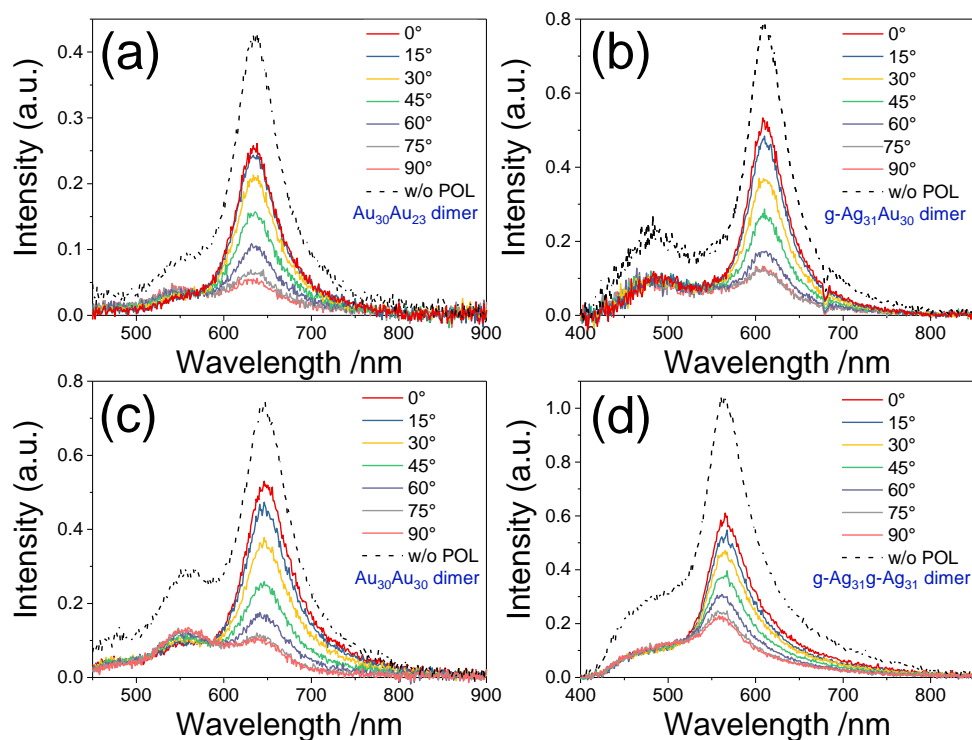 (a)
Intensity (a.u.)
0.4
0.3
0.2
0.1
0.0
0°
15°
30°
45°
60°
75°
90°
w/o POL
Au30Au23 dimer
500 600 700 800 900
Wavelength /nm
(b)
Intensity (a.u.)
0.8
0.6
0.4
0.2
0.0
0°
15°
30°
45°
60°
75°
90°
w/o POL
g-Ag31Au30 dimer
400 500 600 700 800
Wavelength /nm
(c)
Intensity (a.u.)
0.8
0.6
0.4
0.2
0.0
0°
15°
30°
45°
60°
75°
90°
w/o POL
Au30Au30 dimer
500 600 700 800 900
Wavelength /nm
(d)
Intensity (a.u.)
1.0
0.8
0.6
0.4
0.2
0.0
0°
15°
30°
45°
60°
75°
90°
w/o POL
g-Ag31g-Ag31 dimer
400 500 600 700 800
Wavelength /nm